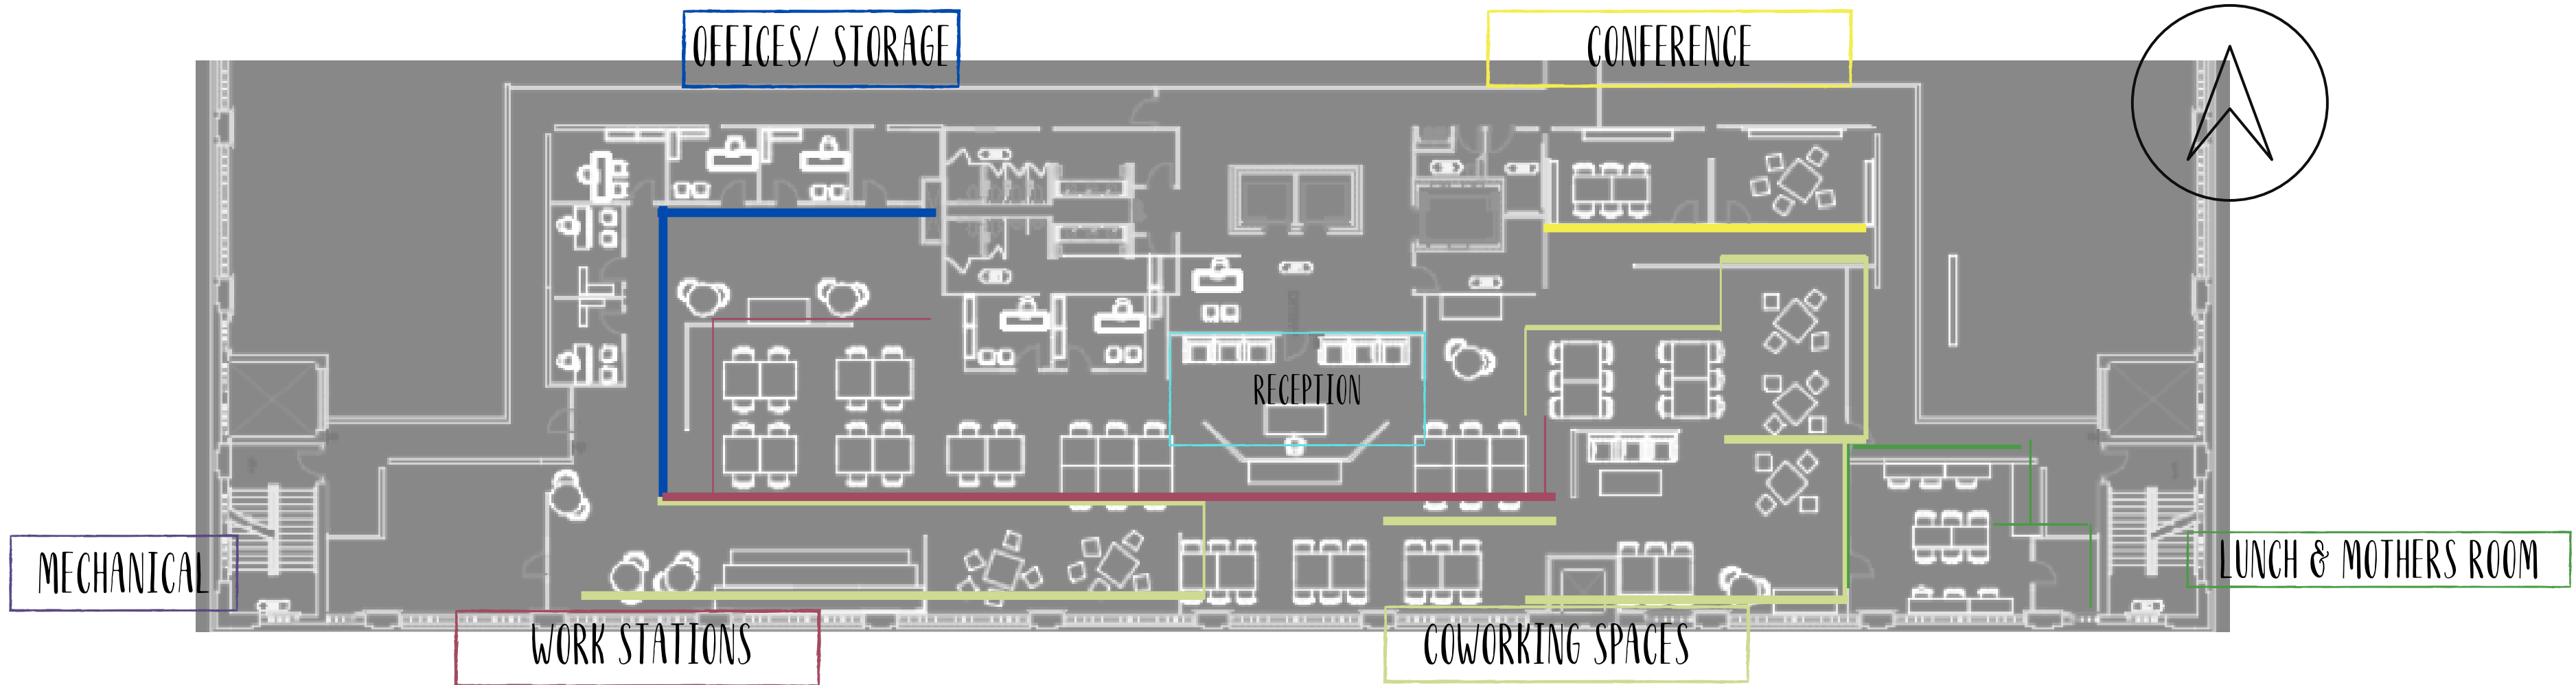 OFFICES/ STORAGE
CONFERENCE
RECEPTION
MECHANICAL
LUNCH & MOTHERS ROOM
WORK STATIONS
COWORKING SPACES